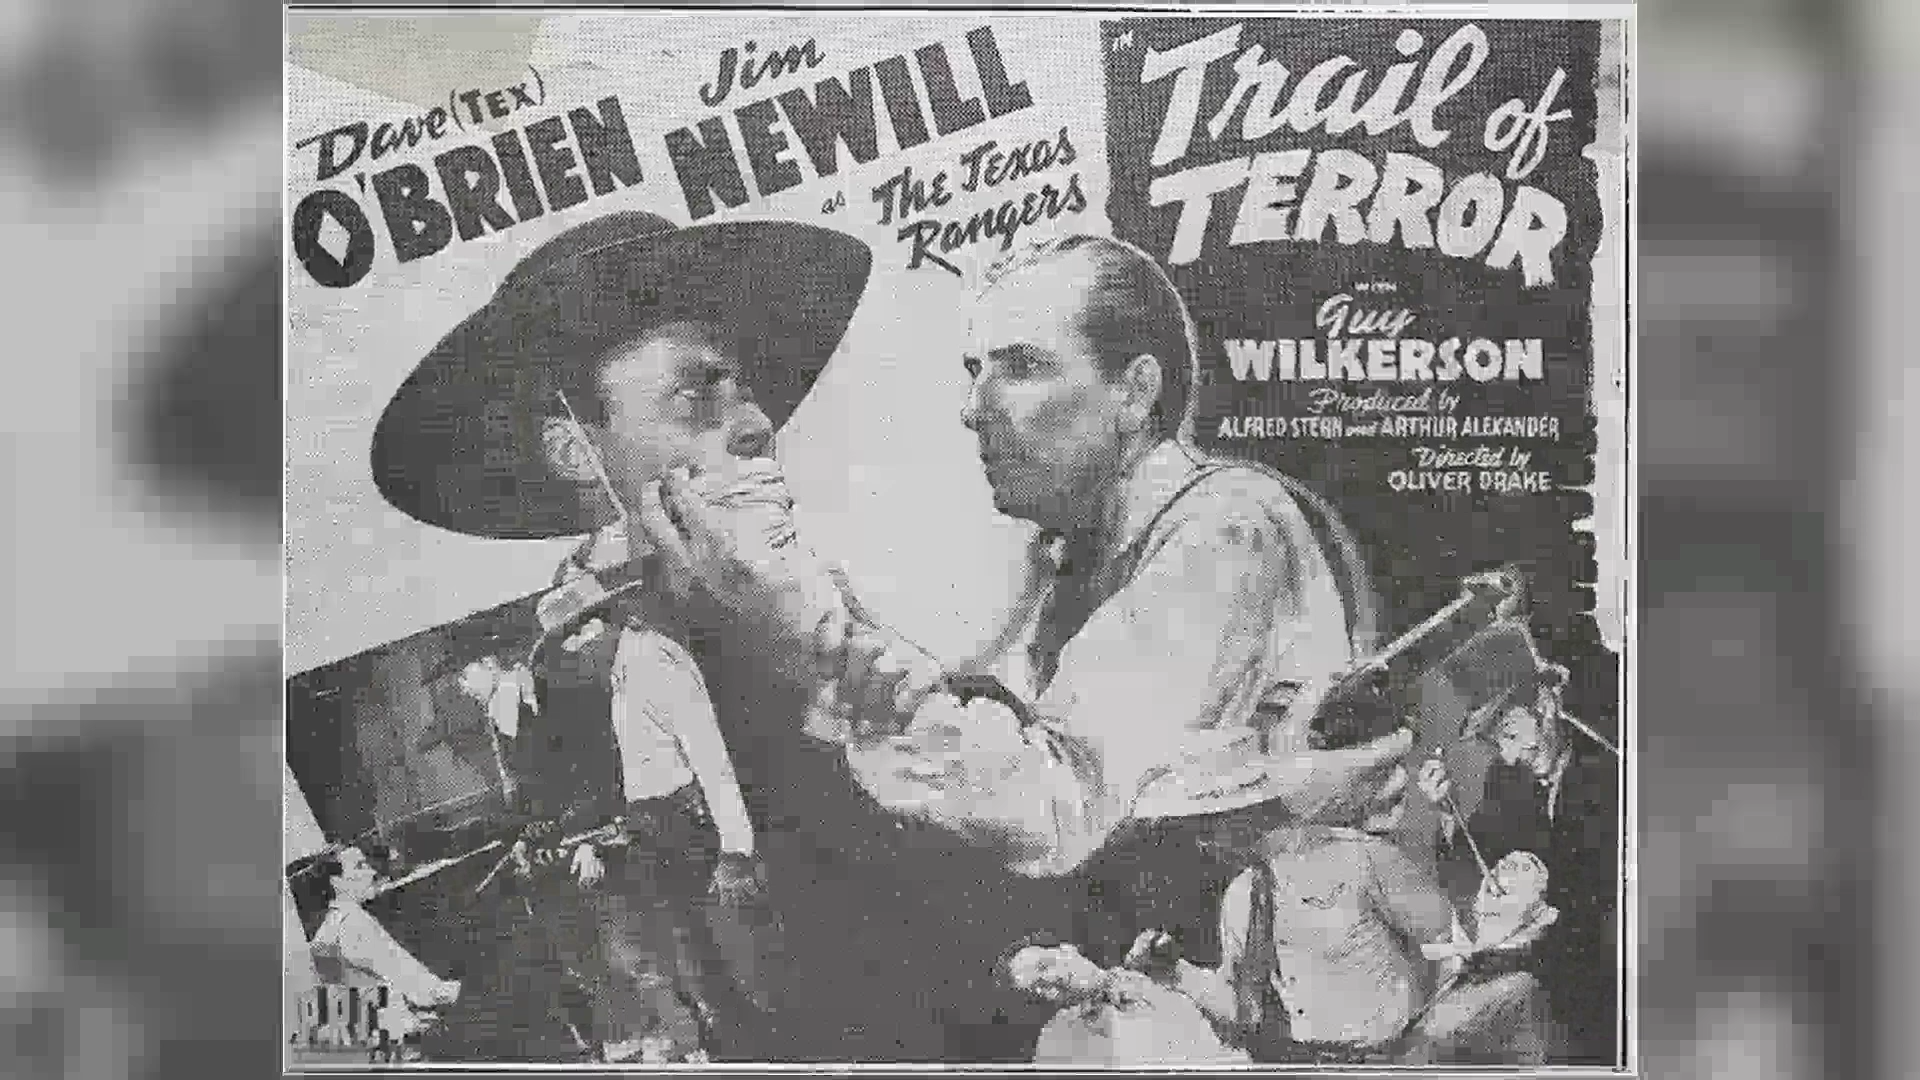 Dave (TEX)
O'BRIEN
Jim
NEWILL
as The Texas
Rangers
IN
Trail of
TERROR
WITH
Guy
WILKERSON
Produced by
ALFRED STERN and ARTHUR ALEXANDER
Directed by
OLIVER DRAKE
PRC